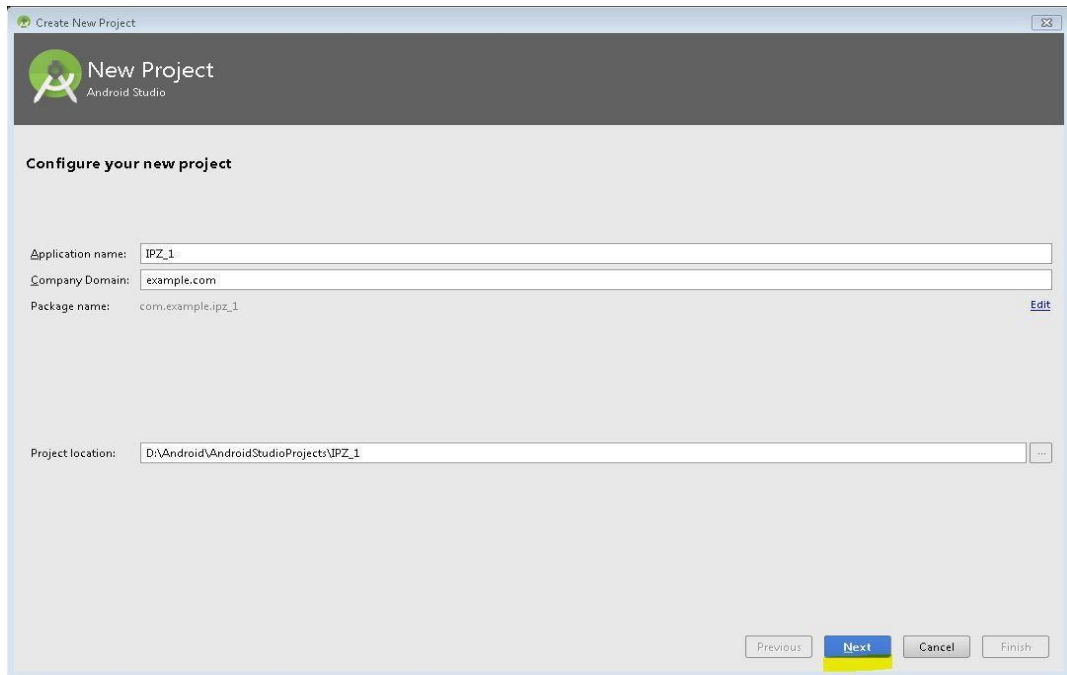 Create New Project
New Project
Android Studio
Configure your new project
Application name: IPZ_1
Company Domain: example.com
Package name: com.example.ipz_1 Edit
Project location: D:\Android\AndroidStudioProjects\IPZ_1 ...
Previous Next Cancel Finish